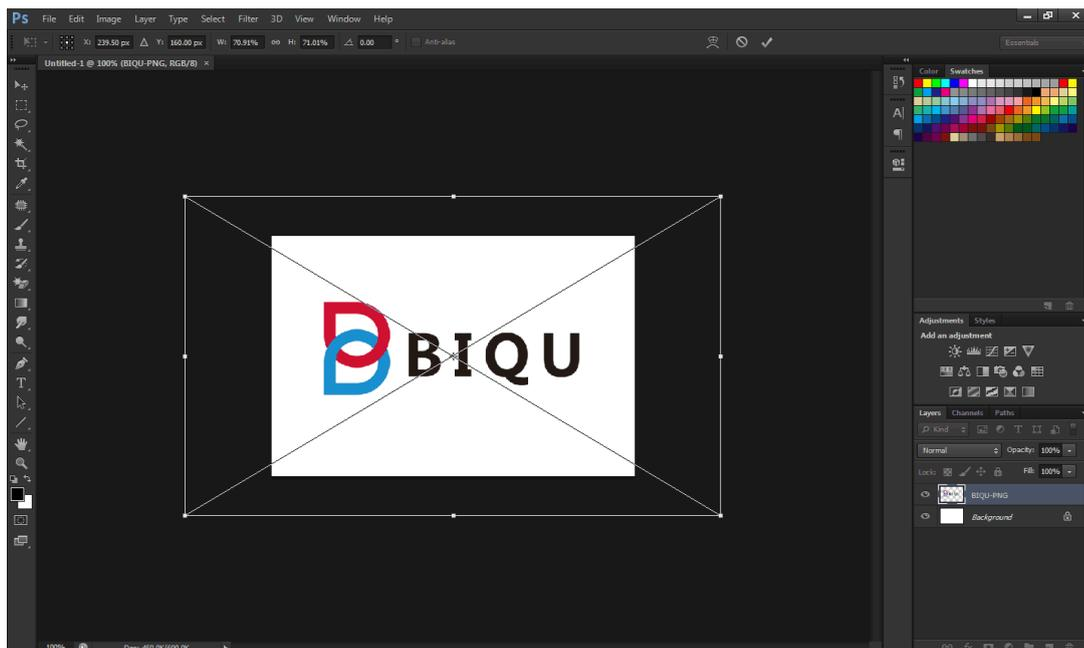 Ps File Edit Image Layer Type Select Filter 3D View Window Help
X: 239.50 px Y: 160.00 px W: 70.91% H: 71.01% 0.00 ° Anti-alias Essentials
Untitled-1 @ 100% (BIQU-PNG, RGB/8) ×
Color Swatches
BIQU
Adjustments Styles
Add an adjustment
Layers Channels Paths
Kind
Normal Opacity: 100%
Lock: Fill: 100%
BIQU-PNG
Background
100%